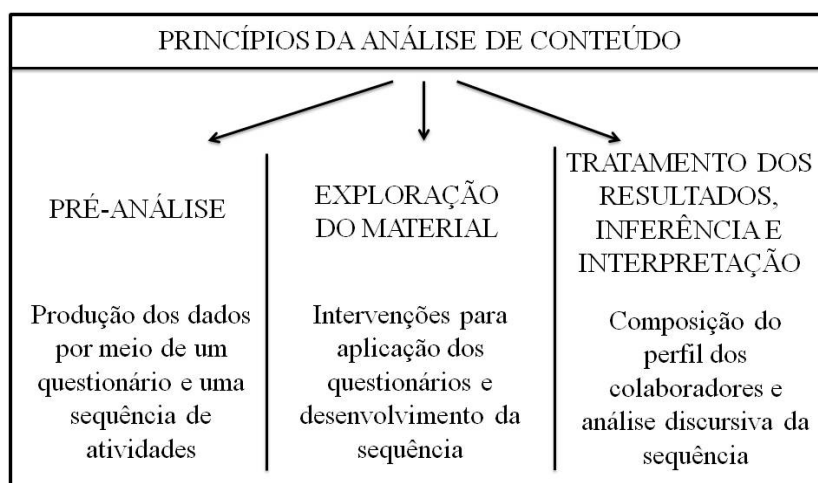 PRINCÍPIOS DA ANÁLISE DE CONTEÚDO
PRÉ-ANÁLISE
Produção dos dados
por meio de um
questionário e uma
sequência de
atividades
EXPLORAÇÃO
DO MATERIAL
Intervenções para
aplicação dos
questionários e
desenvolvimento da
sequência
TRATAMENTO DOS
RESULTADOS,
INFERÊNCIA E
INTERPRETAÇÃO
Composição do
perfil dos
colaboradores e
análise discursiva da
sequência